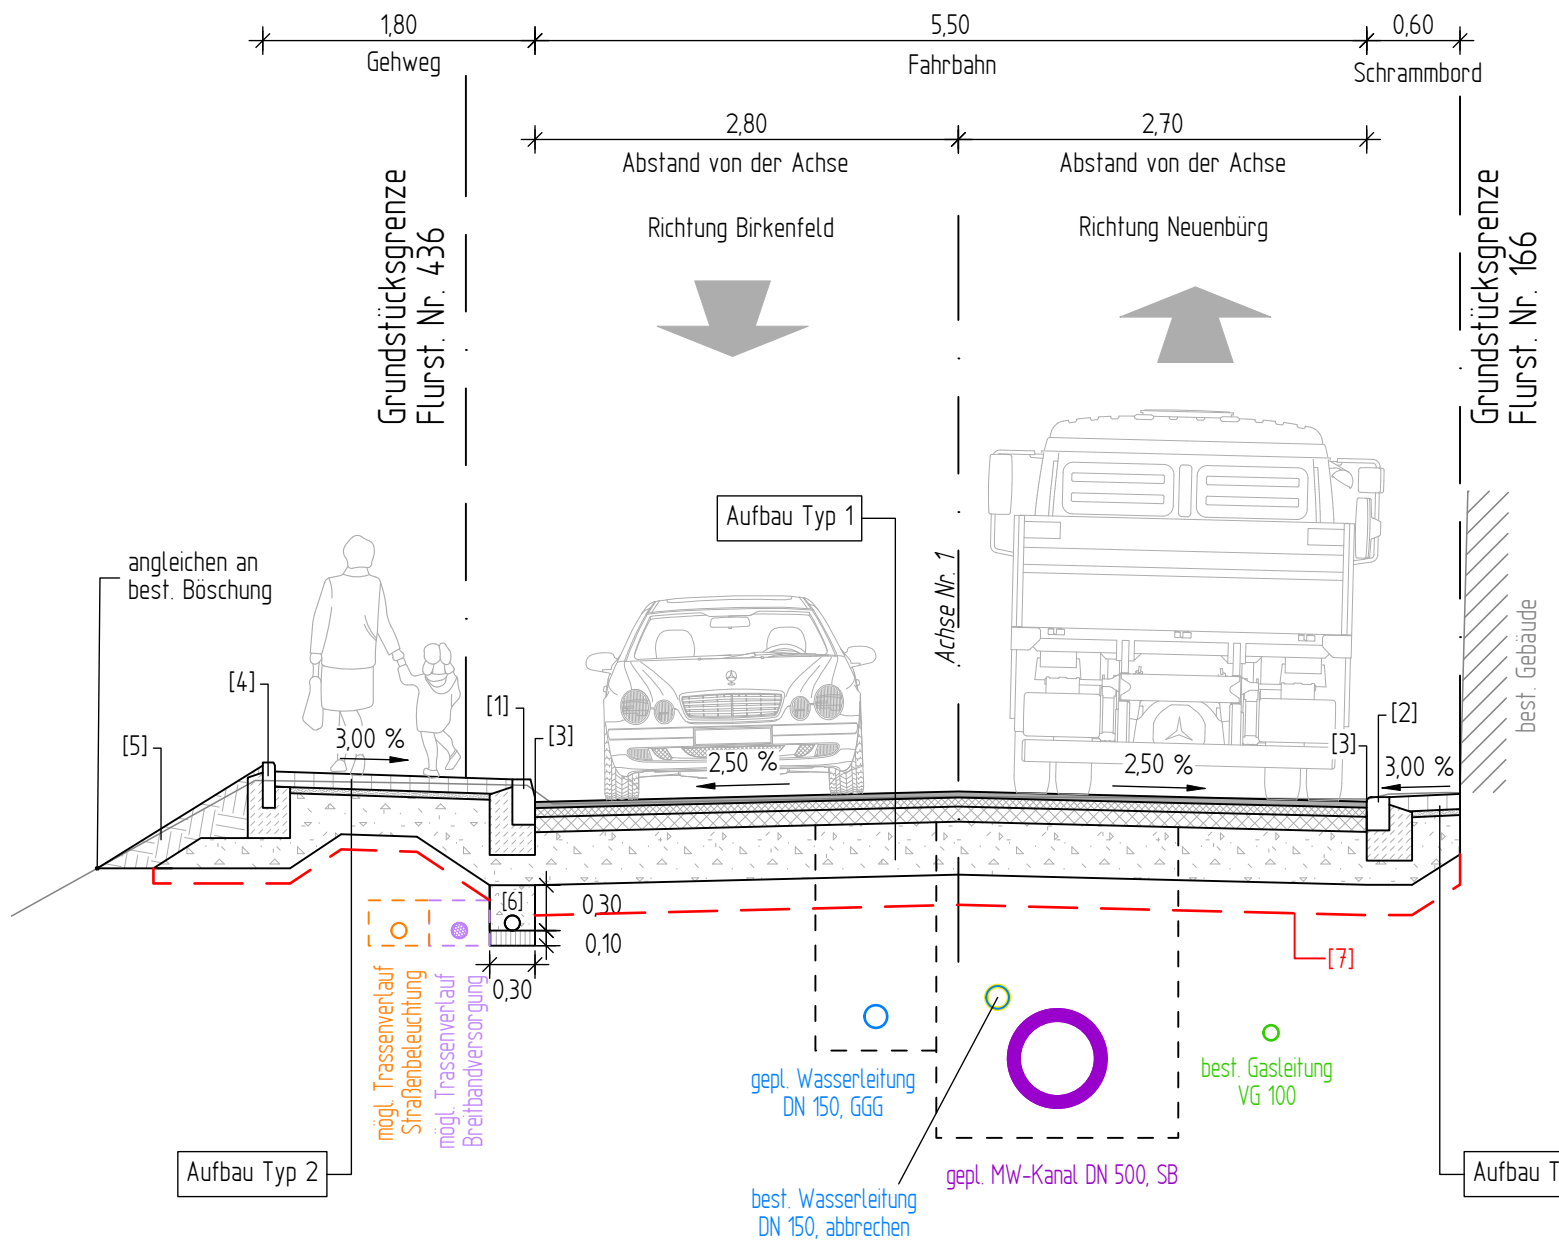 1,80
5,50
0,60
Gehweg
Fahrbahn
Schrammbord
2,80
2,70
Abstand von der Achse
Abstand von der Achse
Richtung Birkenfeld
Richtung Neuenbürg
Grundstücksgrenze
Flurst. Nr. 436
Grundstücksgrenze
Flurst. Nr. 166
Aufbau Typ 1
Achse Nr. 1
angleichen an
best. Böschung
best. Gebäude
[4]
[1]
[2]
[5]
3,00 %
[3]
2,50 %
2,50 %
[3]
3,00 %
[6]
0,30
0,10
0,30
[7]
mögl. Trassenverlauf
Straßenbeleuchtung
mögl. Trassenverlauf
Breitbandversorgung
gepl. Wasserleitung
DN 150, GGG
best. Gasleitung
VG 100
Aufbau Typ 2
gepl. MW-Kanal DN 500, SB
Aufbau T
best. Wasserleitung
DN 150, abbrechen